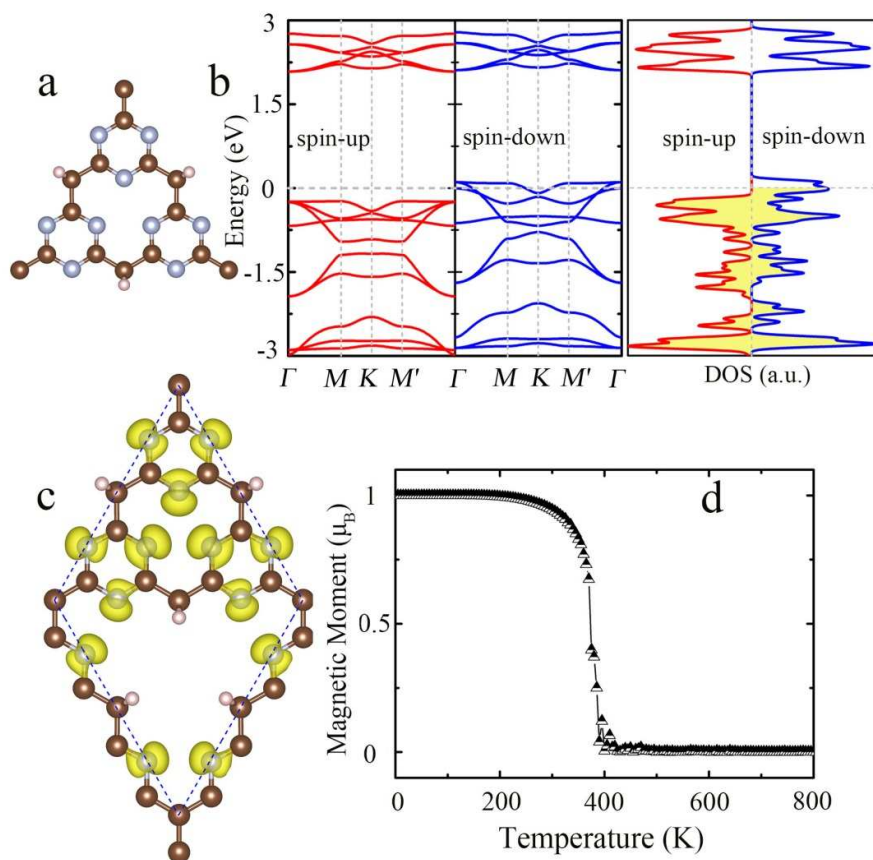 a
b
3
1.5
0
-1.5
-3
Energy (eV)
spin-up
spin-down
spin-up
spin-down
Γ M K M' Γ M K M' Γ
DOS (a.u.)
c
d
1
0.5
0
Magnetic Moment (μB)
0 200 400 600 800
Temperature (K)